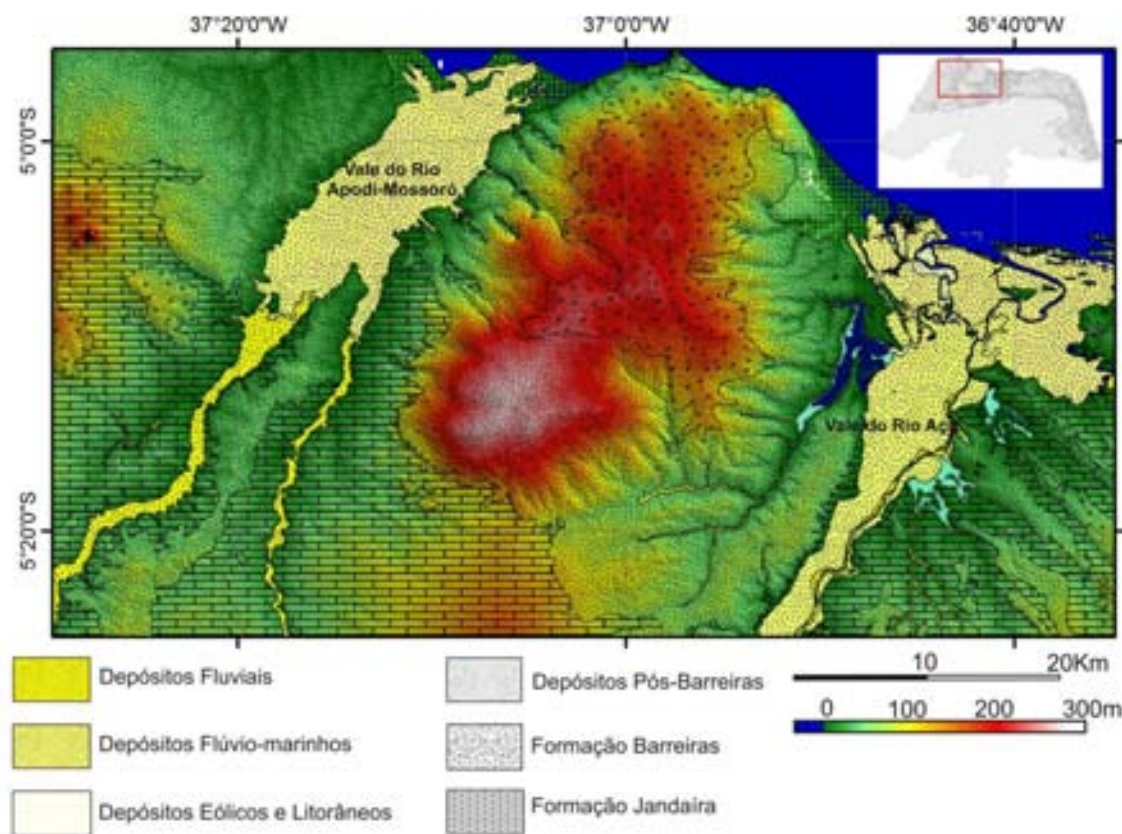 37°20'0"W 37°0'0"W 36°40'0"W
5°0'0"S
5°20'0"S
Vale do Rio
Apodi-Mossoró
Vale do Rio Açu
Depósitos Fluviais
Depósitos Flúvio-marinhos
Depósitos Eólicos e Litorâneos
Depósitos Pós-Barreiras
Formação Barreiras
Formação Jandaíra
10 20Km
0 100 200 300m